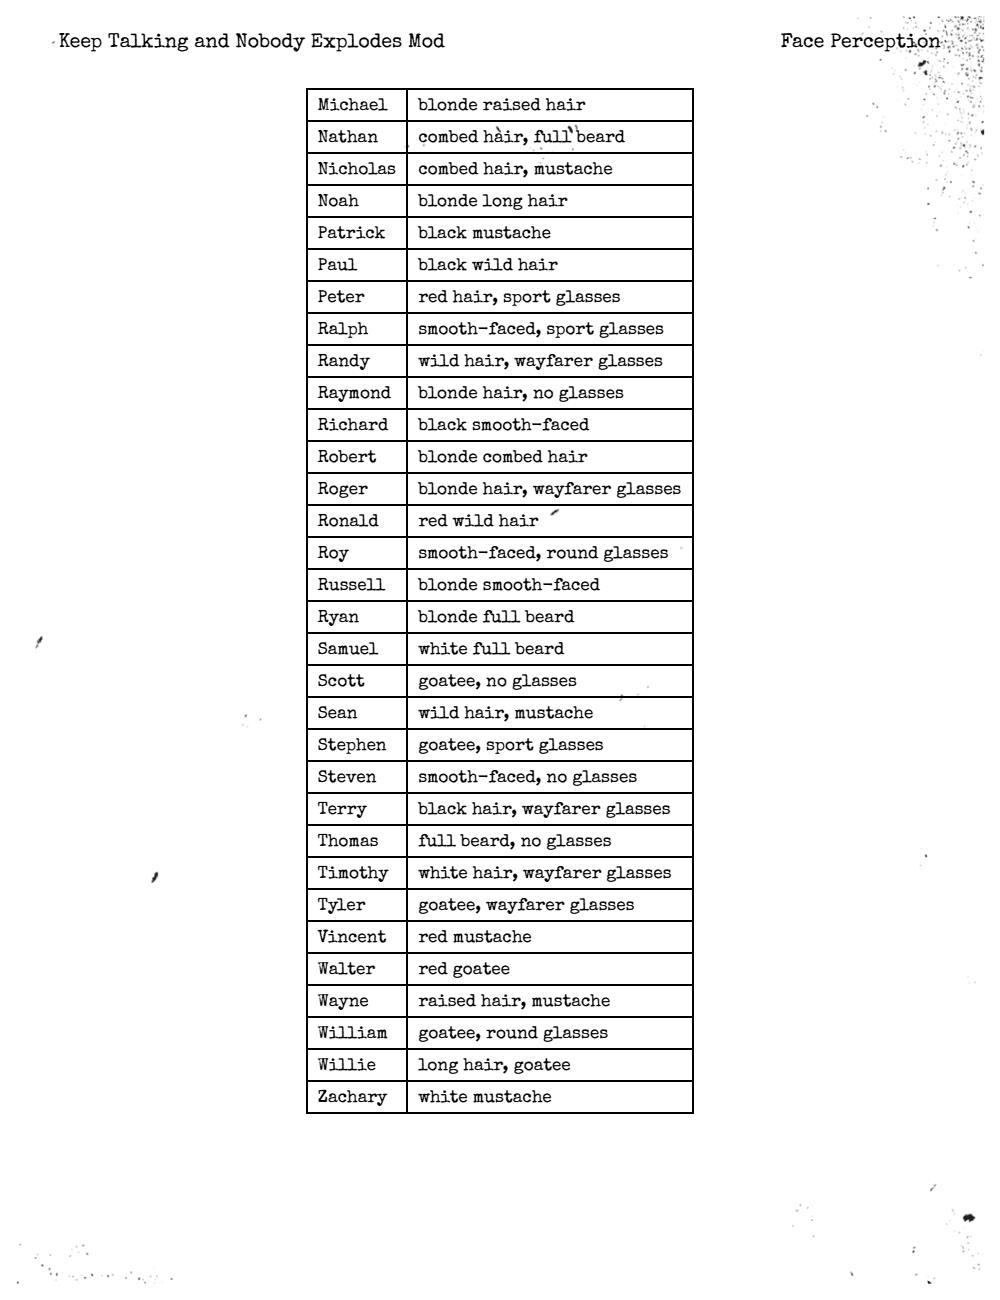 Keep Talking and Nobody Explodes Mod Face Perception
Michael blonde raised hair
Nathan combed hair, full beard
Nicholas combed hair, mustache
Noah blonde long hair
Patrick black mustache
Paul black wild hair
Peter red hair, sport glasses
Ralph smooth-faced, sport glasses
Randy wild hair, wayfarer glasses
Raymond blonde hair, no glasses
Richard black smooth-faced
Robert blonde combed hair
Roger blonde hair, wayfarer glasses
Ronald red wild hair
Roy smooth-faced, round glasses
Russell blonde smooth-faced
Ryan blonde full beard
Samuel white full beard
Scott goatee, no glasses
Sean wild hair, mustache
Stephen goatee, sport glasses
Steven smooth-faced, no glasses
Terry black hair, wayfarer glasses
Thomas full beard, no glasses
Timothy white hair, wayfarer glasses
Tyler goatee, wayfarer glasses
Vincent red mustache
Walter red goatee
Wayne raised hair, mustache
William goatee, round glasses
Willie long hair, goatee
Zachary white mustache